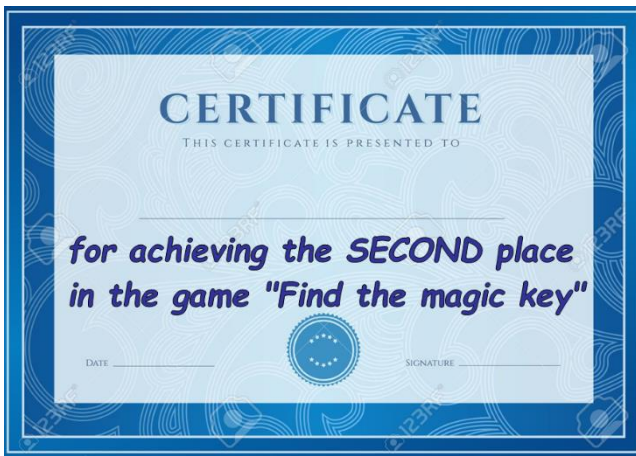 CERTIFICATE
THIS CERTIFICATE IS PRESENTED TO
for achieving the SECOND place
in the game "Find the magic key"
DATE SIGNATURE
123RF